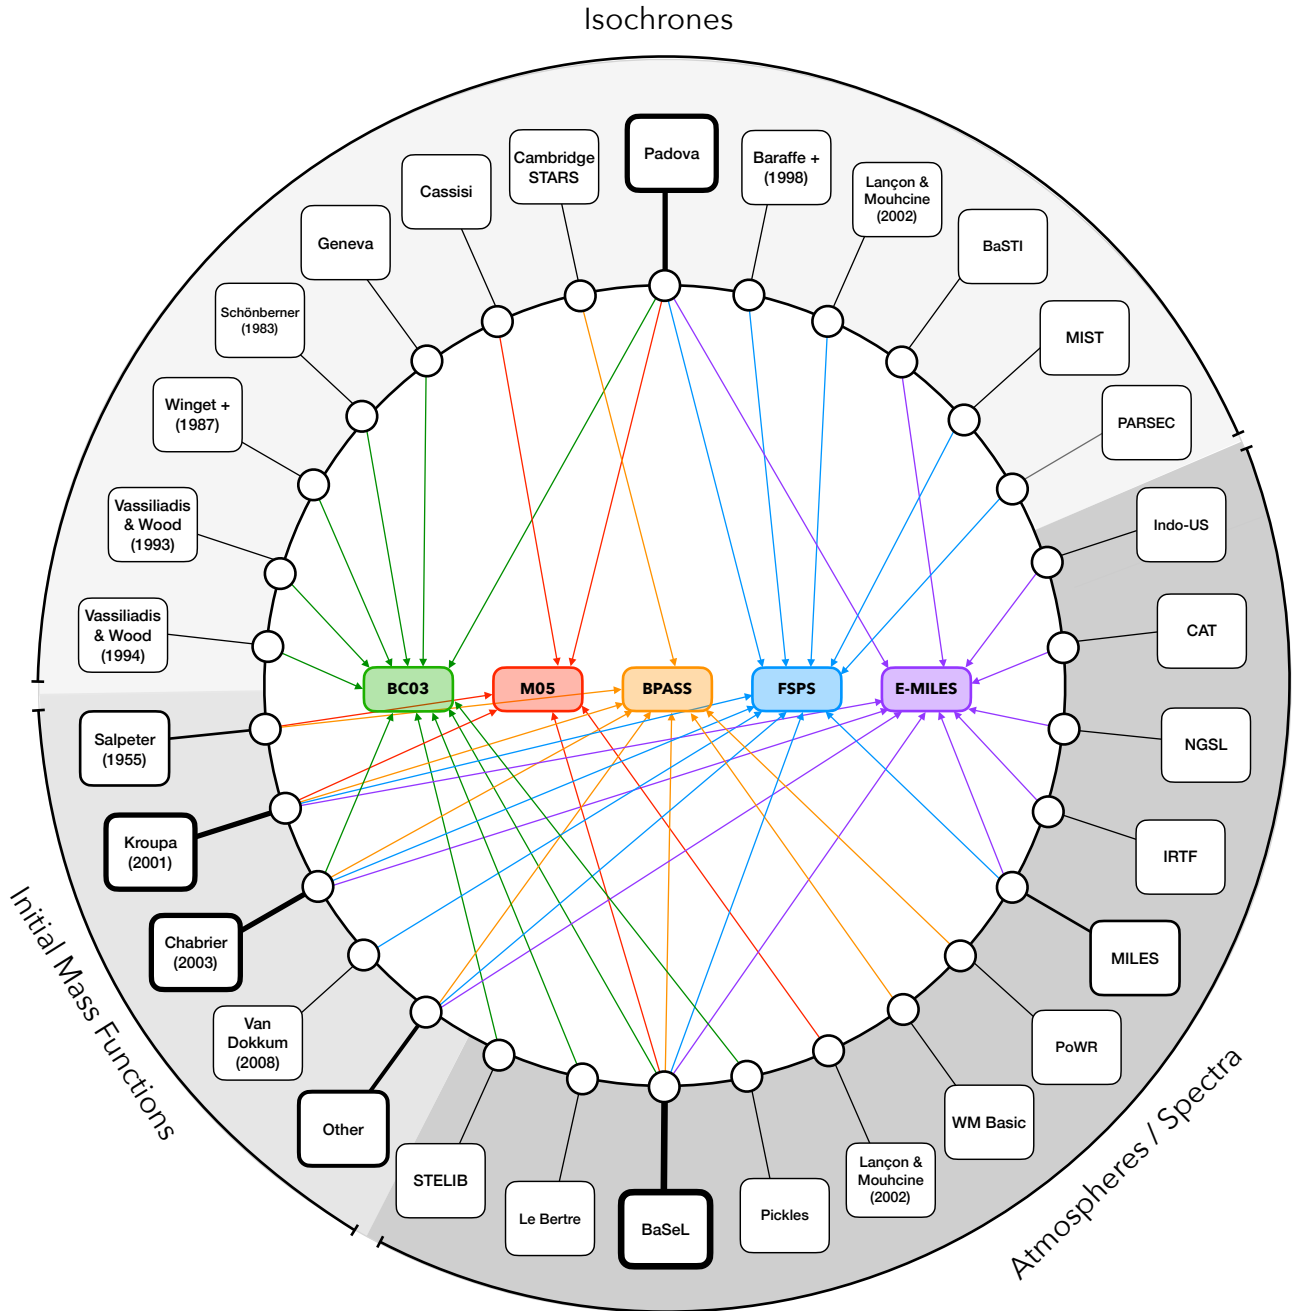 Isochrones
Padova
Cambridge
STARS
Baraffe +
(1998)
Cassisi
Lançon &
Mouhcine
(2002)
Geneva
BaSTI
Schönberner
(1983)
MIST
Winget +
(1987)
PARSEC
Vassiliadis
& Wood
(1993)
Indo-US
Vassiliadis
& Wood
(1994)
CAT
BC03
M05
BPASS
FSPS
E-MILES
Salpeter
(1955)
NGSL
Kroupa
(2001)
IRTF
Chabrier
(2003)
MILES
Van
Dokkum
(2008)
PoWR
Other
WM Basic
STELIB
Lançon &
Mouhcine
(2002)
Le Bertre
BaSeL
Pickles
Initial Mass Functions
Atmospheres / Spectra